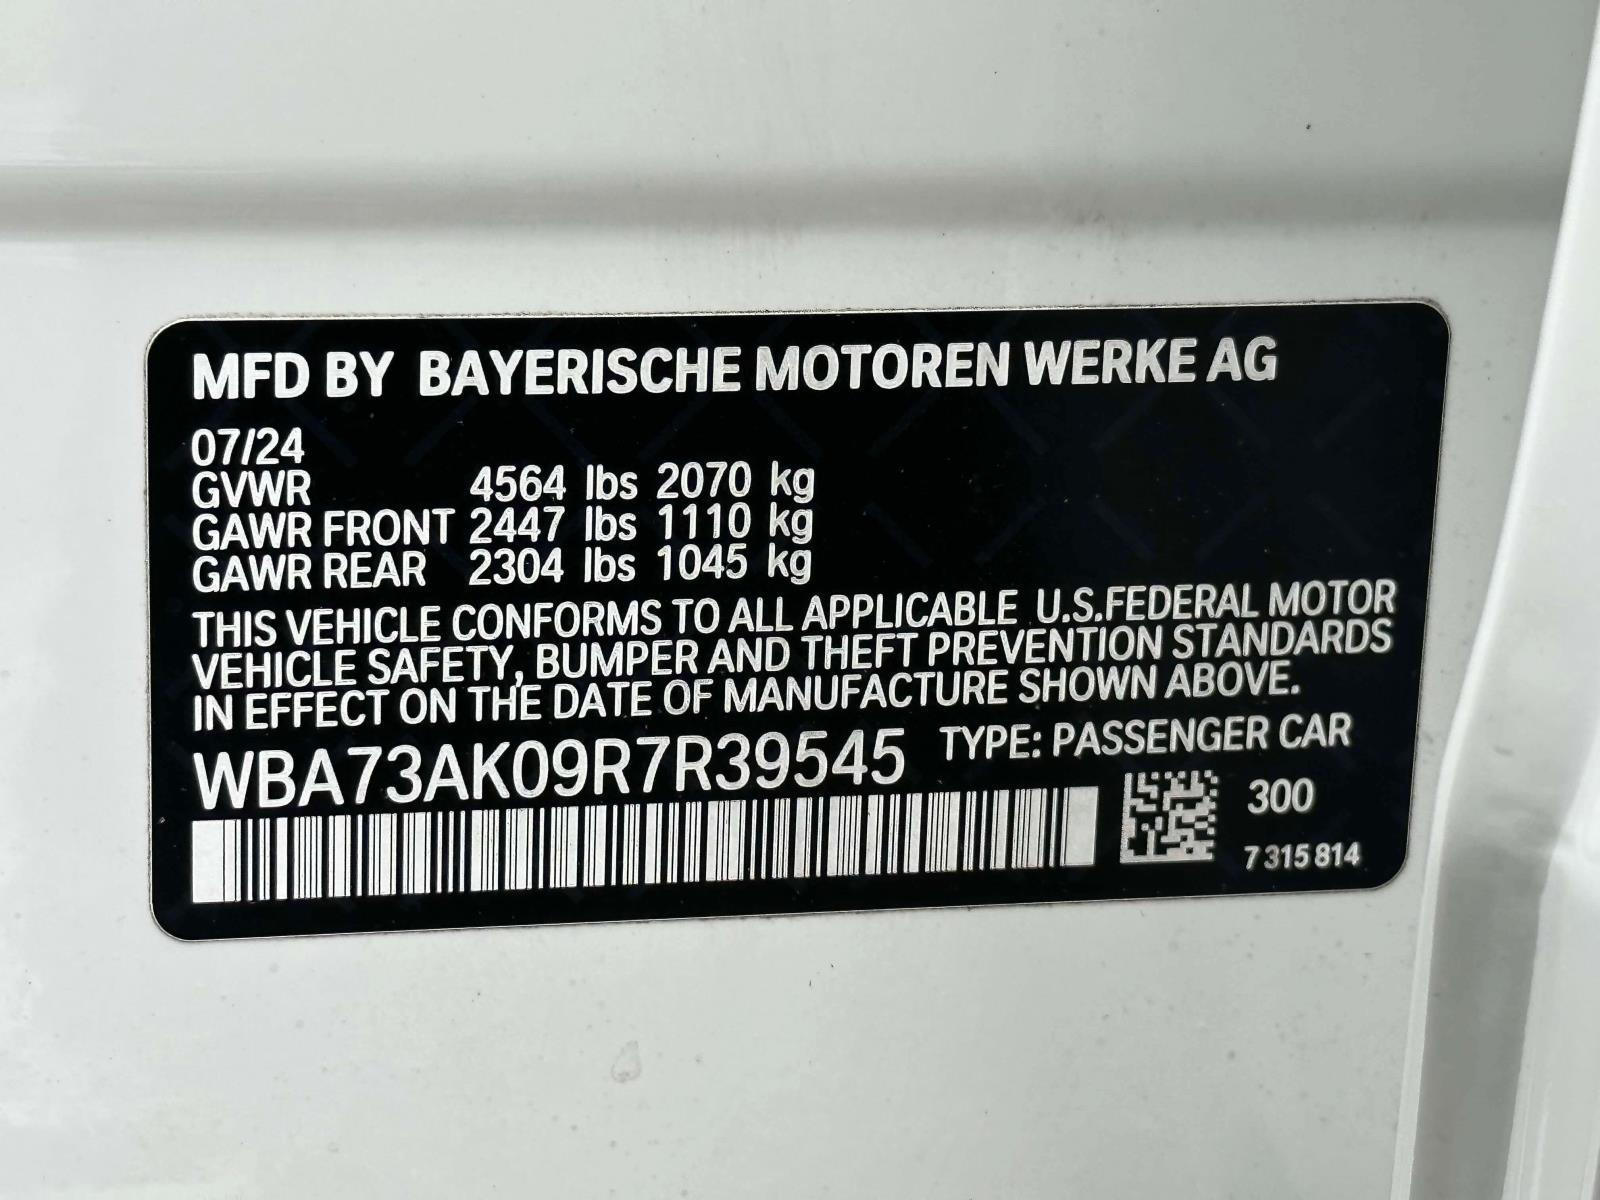 MFD BY BAYERISCHE MOTOREN WERKE AG
07/24
GVWR 4564 lbs 2070 kg
GAWR FRONT 2447 lbs 1110 kg
GAWR REAR 2304 lbs 1045 kg
THIS VEHICLE CONFORMS TO ALL APPLICABLE U.S.FEDERAL MOTOR
VEHICLE SAFETY, BUMPER AND THEFT PREVENTION STANDARDS
IN EFFECT ON THE DATE OF MANUFACTURE SHOWN ABOVE.
WBA73AK09R7R39545 TYPE: PASSENGER CAR
300
7 315 814